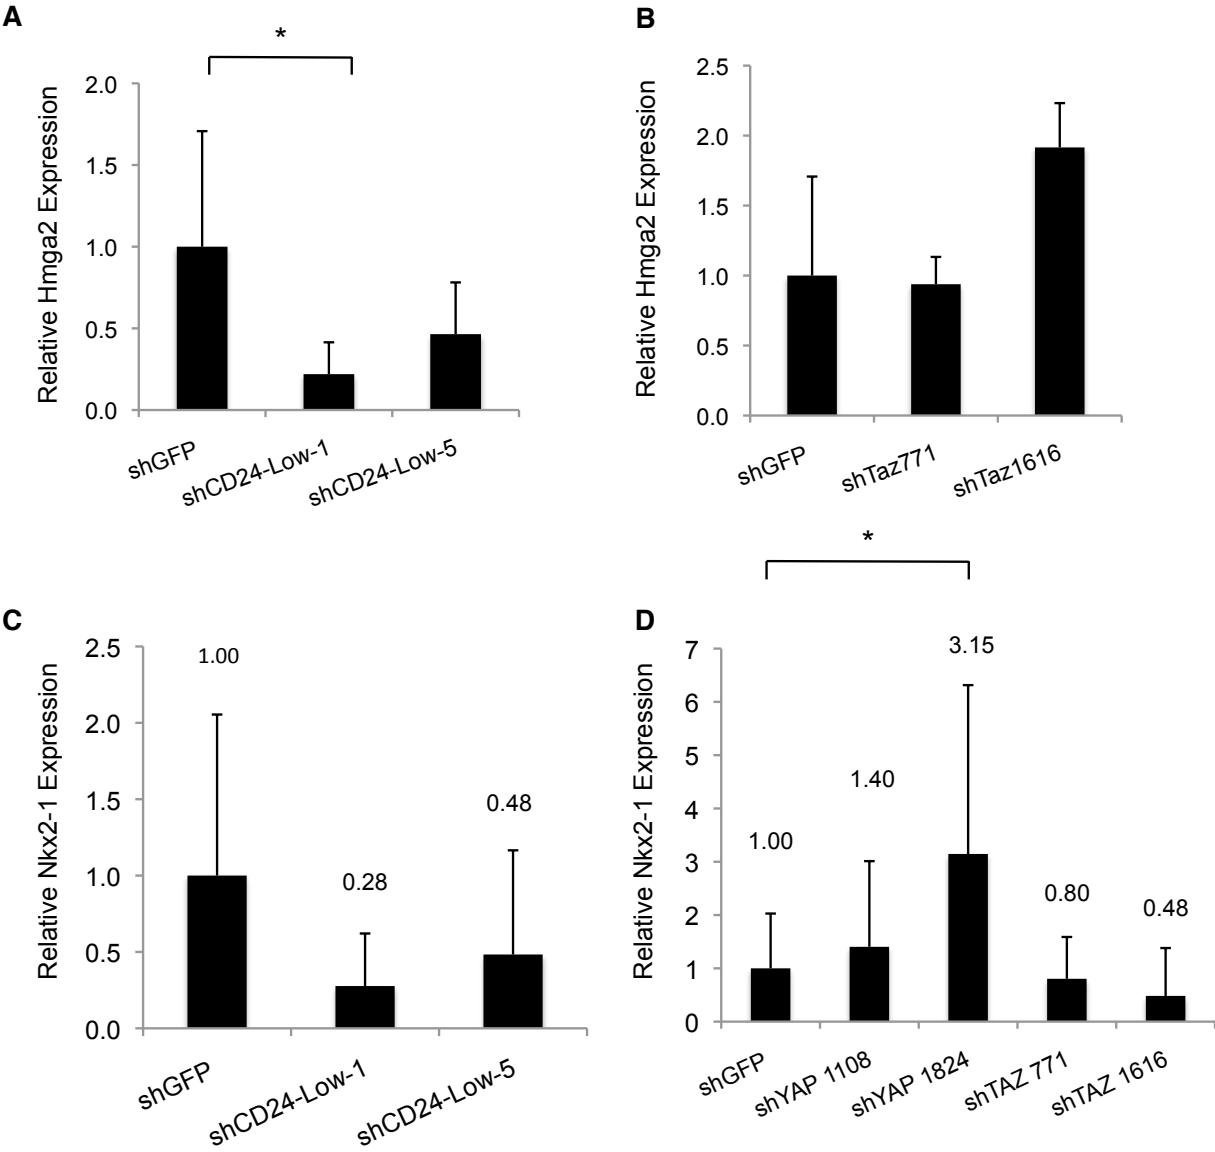 A
*
Relative Hmga2 Expression
2.0
1.5
1.0
0.5
0.0
shGFP
shCD24-Low-1
shCD24-Low-5
B
Relative Hmga2 Expression
2.5
2.0
1.5
1.0
0.5
0.0
shGFP
shTaz771
shTaz1616
C
Relative Nkx2-1 Expression
2.5
2.0
1.5
1.0
0.5
0.0
1.00
0.28
0.48
shGFP
shCD24-Low-1
shCD24-Low-5
*
D
Relative Nkx2-1 Expression
7
6
5
4
3
2
1
0
1.00
1.40
3.15
0.80
0.48
shGFP
shYAP 1108
shYAP 1824
shTAZ 771
shTAZ 1616